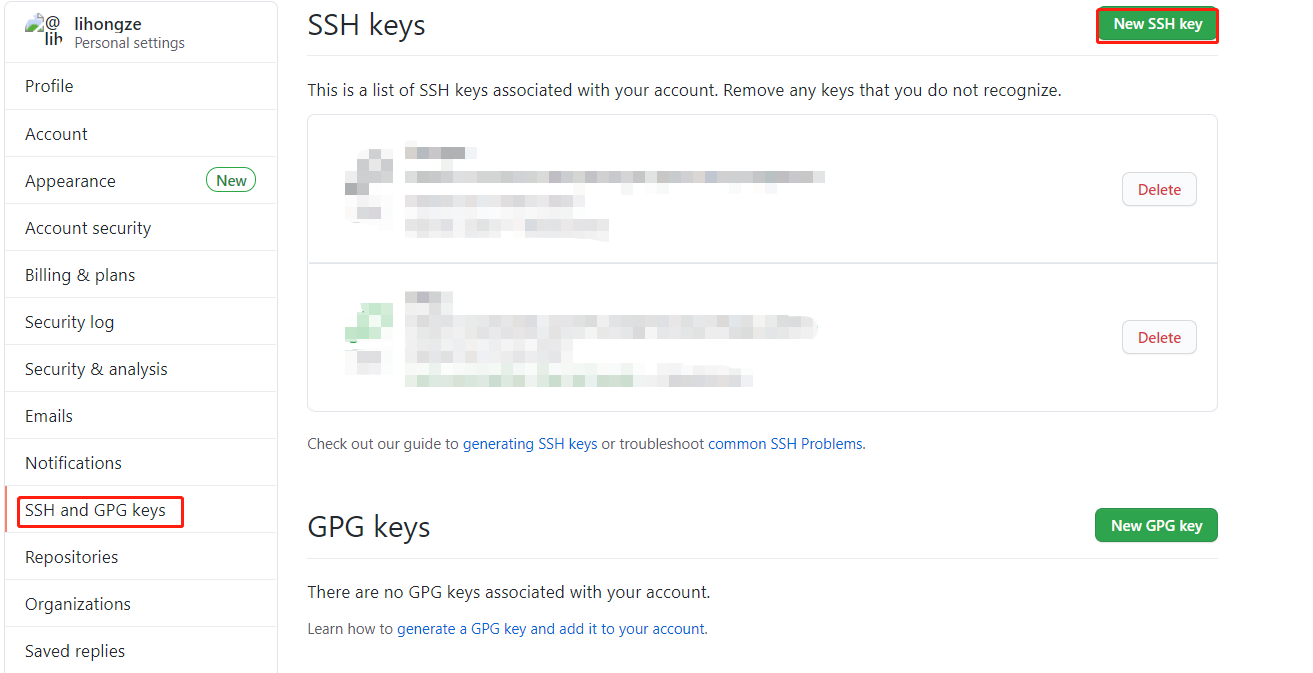 @
lih
lihongze
Personal settings
Profile
Account
Appearance
New
Account security
Billing & plans
Security log
Security & analysis
Emails
Notifications
SSH and GPG keys
Repositories
Organizations
Saved replies
SSH keys
New SSH key
This is a list of SSH keys associated with your account. Remove any keys that you do not recognize.
Delete
Delete
Check out our guide to generating SSH keys or troubleshoot common SSH Problems.
GPG keys
New GPG key
There are no GPG keys associated with your account.
Learn how to generate a GPG key and add it to your account.